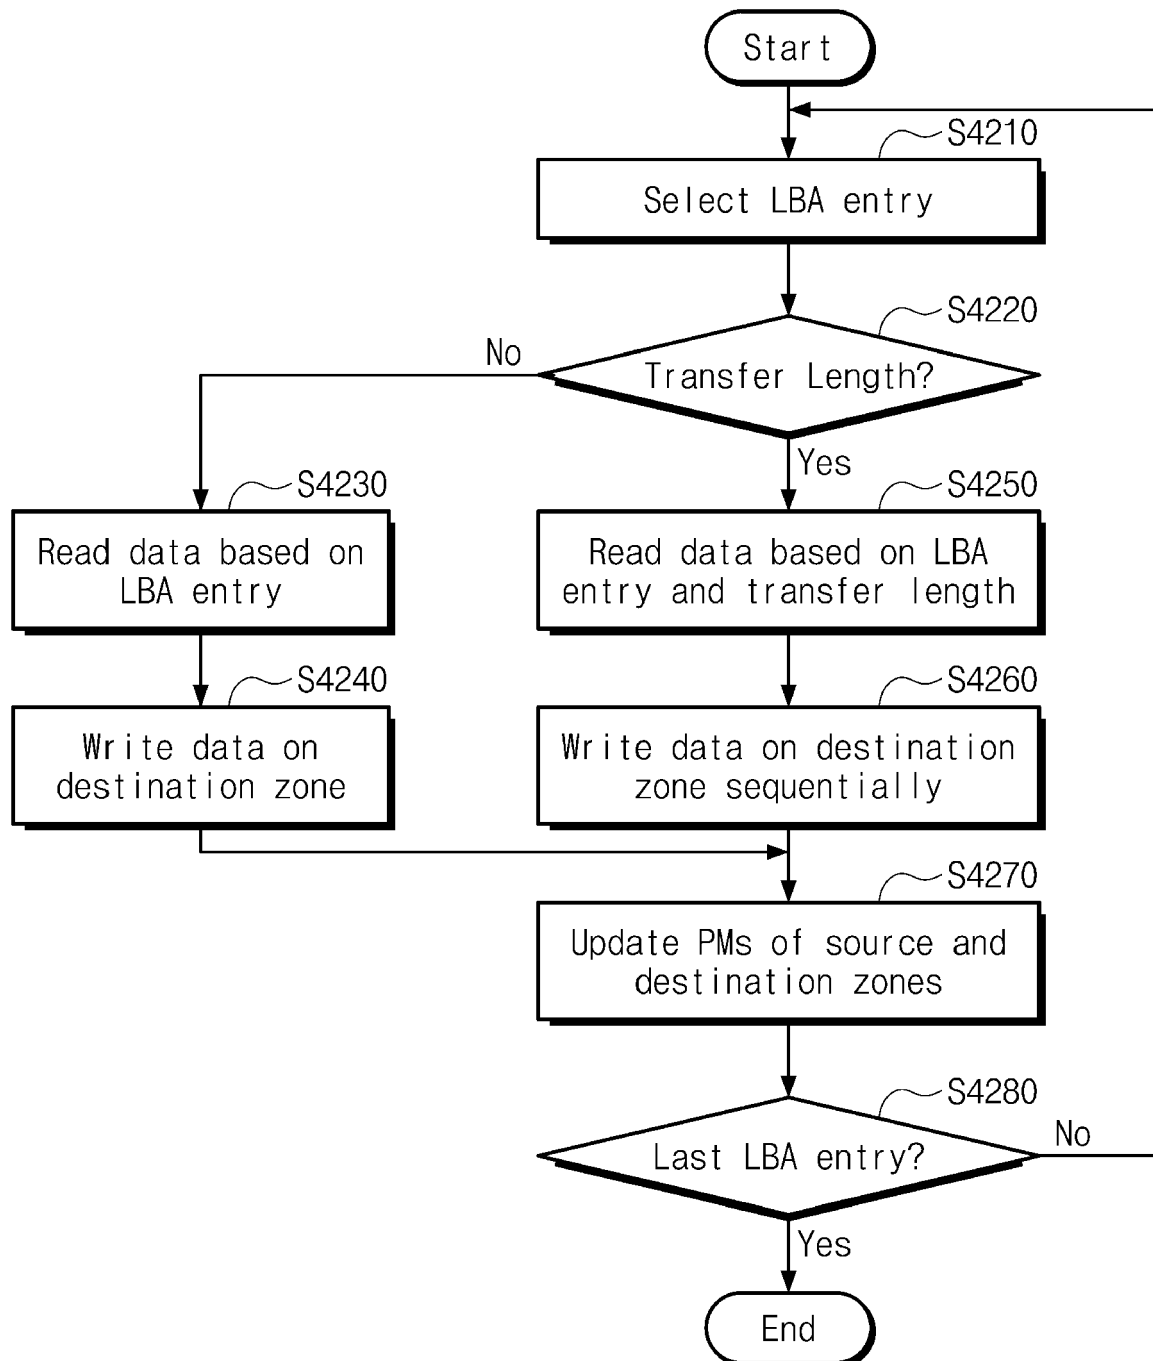 Start
S4210
Select LBA entry
S4220
No
Transfer Length?
Yes
S4230
S4250
Read data based on
LBA entry
Read data based on LBA
entry and transfer length
S4240
S4260
Write data on
destination zone
Write data on destination
zone sequentially
S4270
Update PMs of source and
destination zones
S4280
Last LBA entry?
No
Yes
End